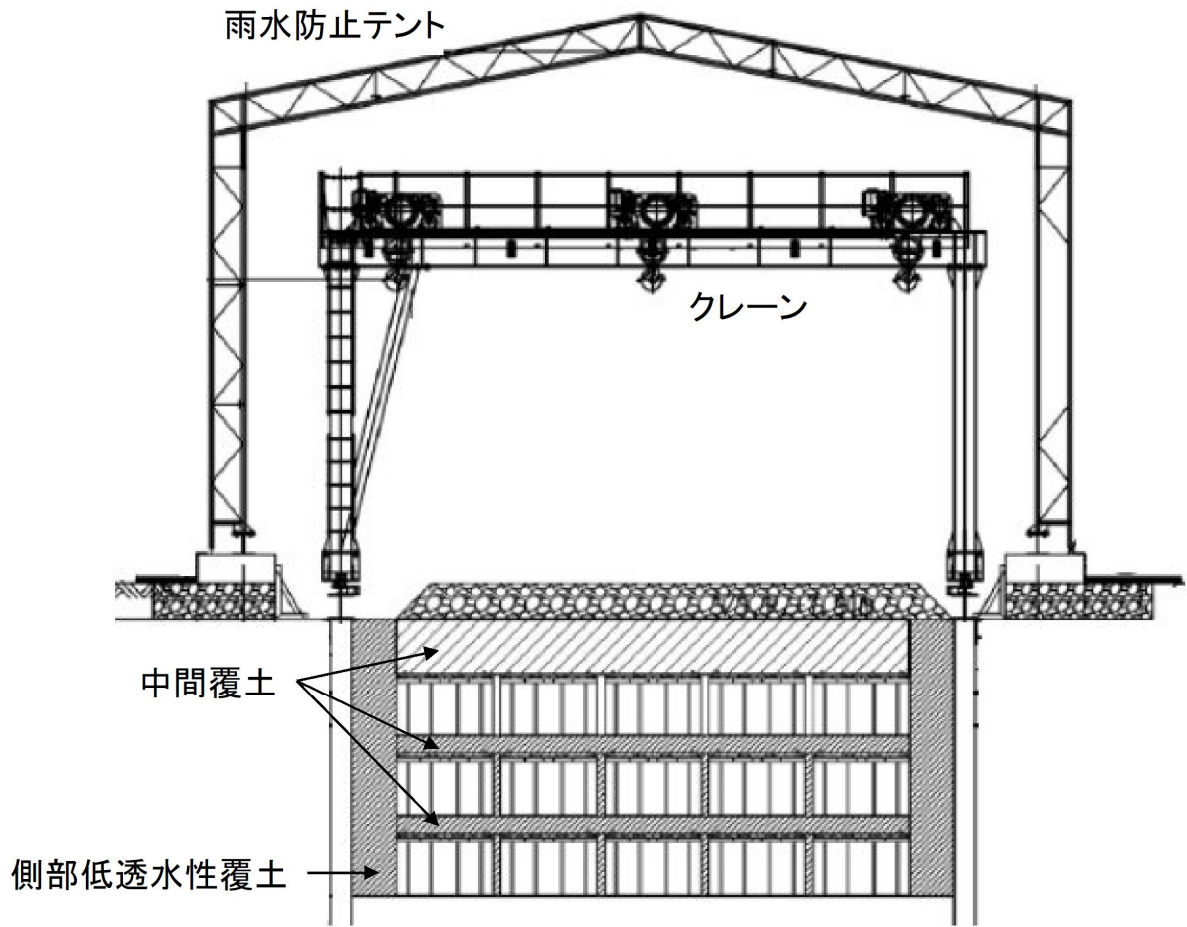 雨水防止テント
クレーン
中間覆土
側部低透水性覆土